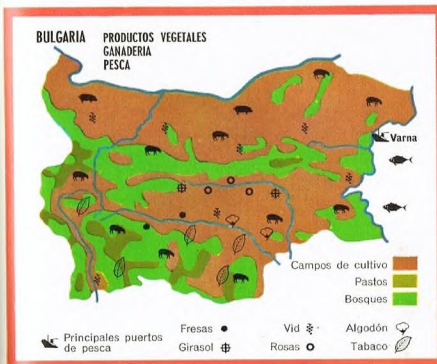 BULGARIA PRODUCTOS VEGETALES
GANADERIA
PESCA
Varna
Campos de cultivo
Pastos
Bosques
Principales puertos
de pesca
Fresas
Vid
Algodón
Girasol
Rosas
Tabaco